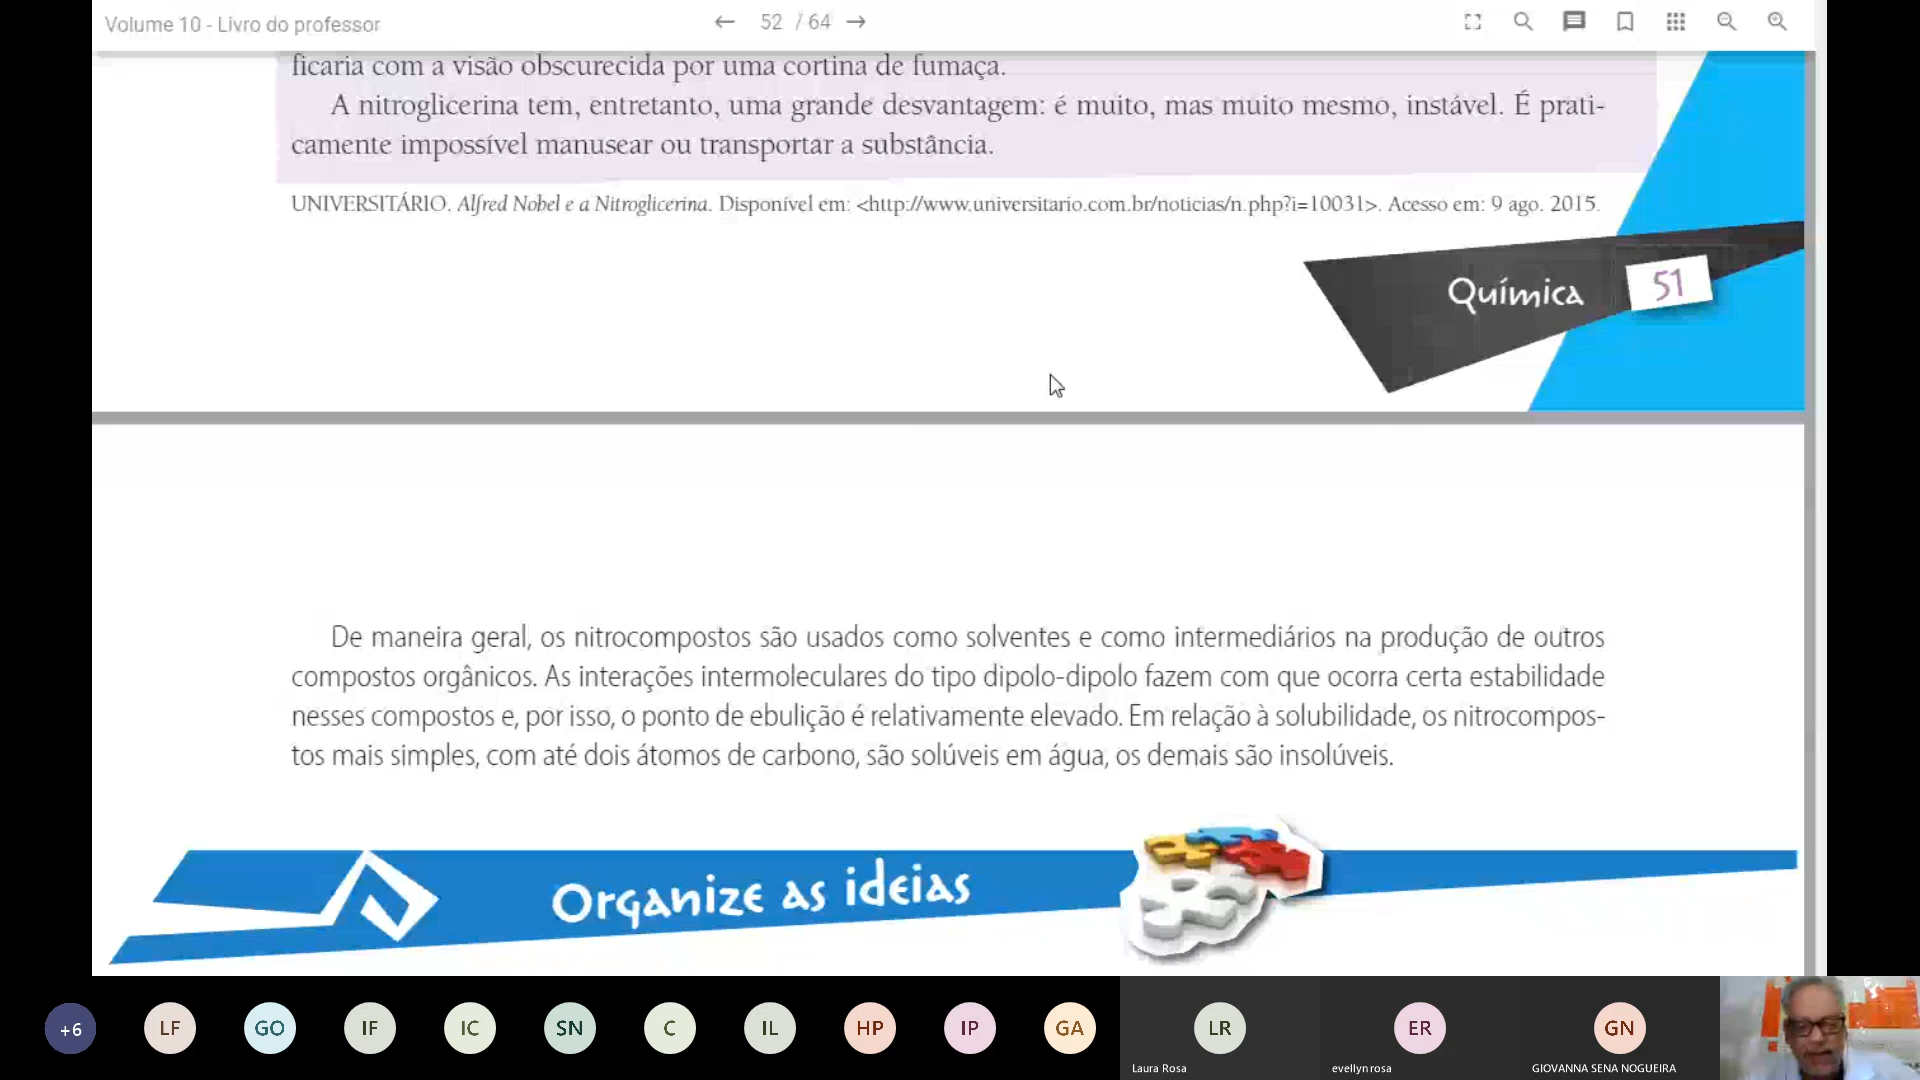 Volume 10 - Livro do professor
52 / 64
ficaria com a visão obscurecida por uma cortina de fumaça.
A nitroglicerina tem, entretanto, uma grande desvantagem: é muito, mas muito mesmo, instável. É prati-
camente impossível manusear ou transportar a substância.
UNIVERSITÁRIO. Alfred Nobel e a Nitroglicerina. Disponível em: <http://www.universitario.com.br/noticias/n.php?i=10031>. Acesso em: 9 ago. 2015.
Química 51
De maneira geral, os nitrocompostos são usados como solventes e como intermediários na produção de outros
compostos orgânicos. As interações intermoleculares do tipo dipolo-dipolo fazem com que ocorra certa estabilidade
nesses compostos e, por isso, o ponto de ebulição é relativamente elevado. Em relação à solubilidade, os nitrocompos-
tos mais simples, com até dois átomos de carbono, são solúveis em água, os demais são insolúveis.
Organize as ideias
+6 LF GO IF IC SN C IL HP IP GA LR ER GN
Laura Rosa evellyn rosa GIOVANNA SENA NOGUEIRA